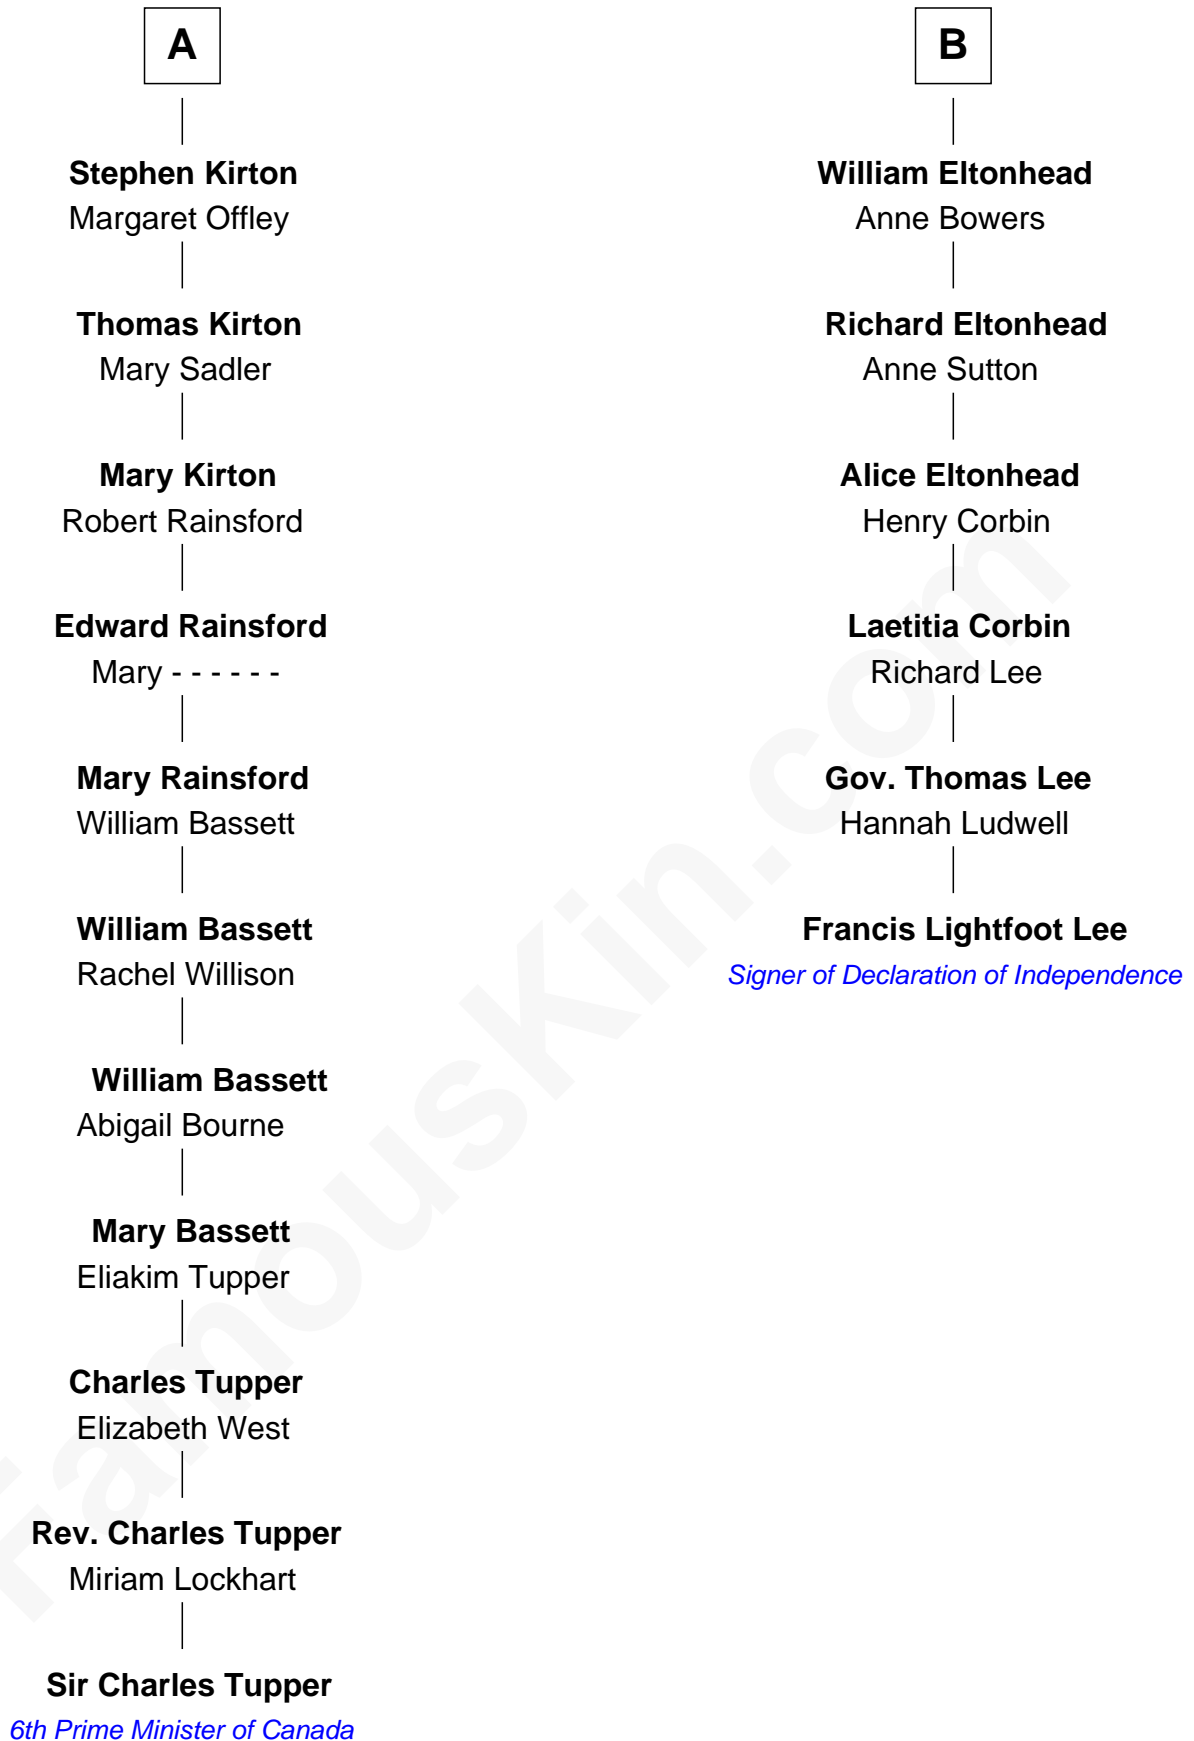 A
Stephen Kirton
Margaret Offley
Thomas Kirton
Mary Sadler
Mary Kirton
Robert Rainsford
Edward Rainsford
Mary - - - - - -
Mary Rainsford
William Bassett
William Bassett
Rachel Willison
William Bassett
Abigail Bourne
Mary Bassett
Eliakim Tupper
Charles Tupper
Elizabeth West
Rev. Charles Tupper
Miriam Lockhart
Sir Charles Tupper
6th Prime Minister of Canada
B
William Eltonhead
Anne Bowers
Richard Eltonhead
Anne Sutton
Alice Eltonhead
Henry Corbin
Laetitia Corbin
Richard Lee
Gov. Thomas Lee
Hannah Ludwell
Francis Lightfoot Lee
Signer of Declaration of Independence
FamousKin.com